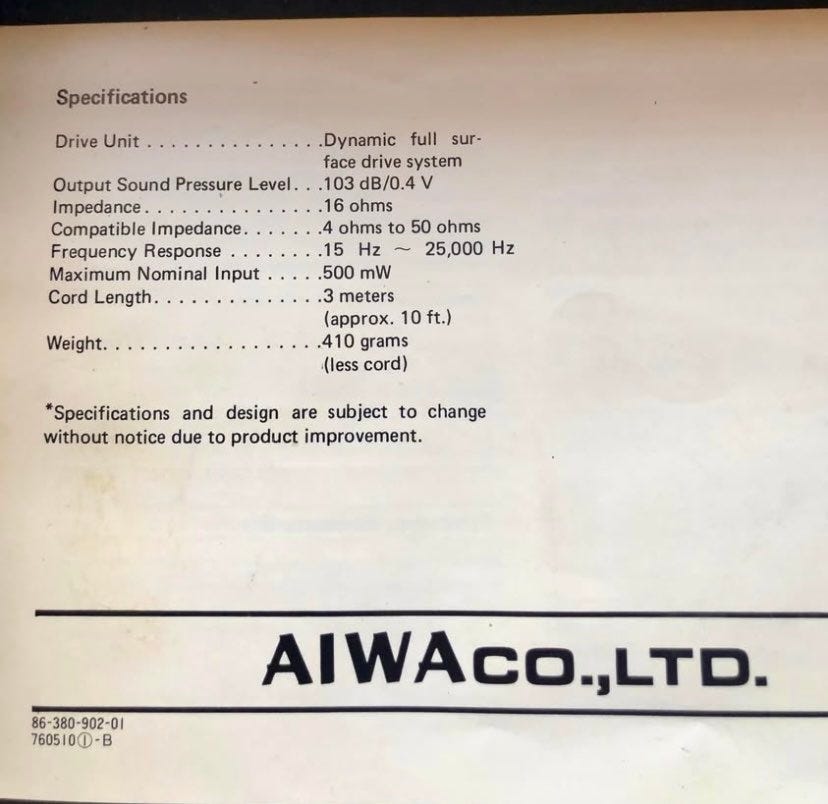 Specifications
Drive Unit . . . . . . . . . . . . . . .Dynamic full sur-
face drive system
Output Sound Pressure Level. . .103 dB/0.4 V
Impedance. . . . . . . . . . . . . . .16 ohms
Compatible Impedance. . . . . . .4 ohms to 50 ohms
Frequency Response . . . . . . . .15 Hz ~ 25,000 Hz
Maximum Nominal Input . . . . .500 mW
Cord Length. . . . . . . . . . . . . .3 meters
(approx. 10 ft.)
Weight. . . . . . . . . . . . . . . . . .410 grams
(less cord)
*Specifications and design are subject to change
without notice due to product improvement.
AIWA CO.,LTD.
86-380-902-01
760510①-B